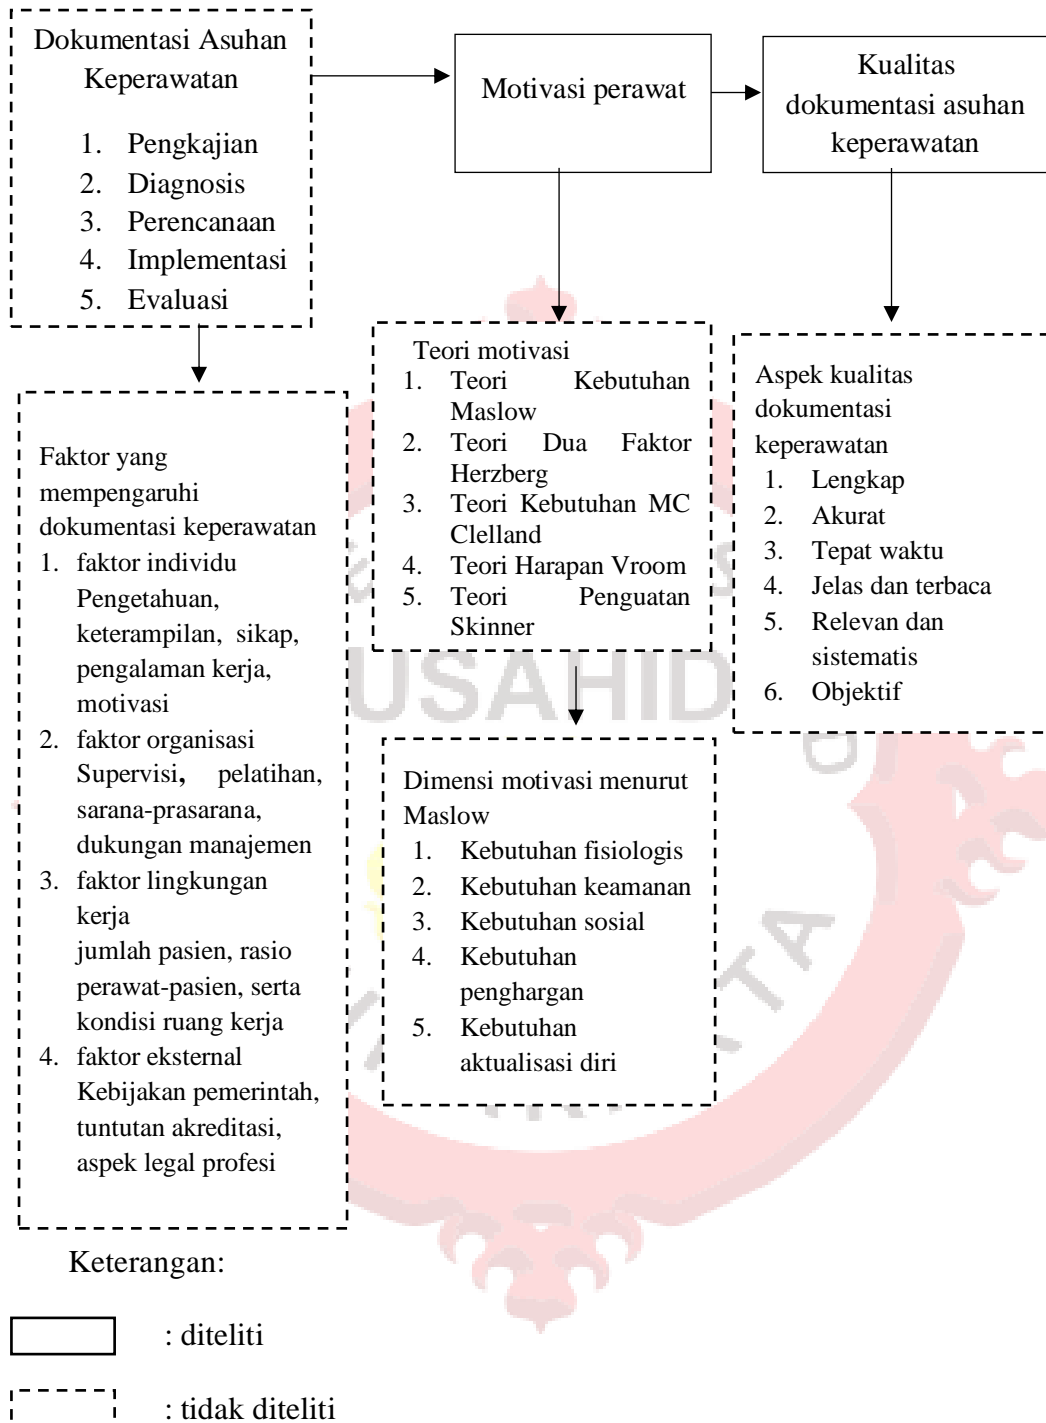 Dokumentasi Asuhan
Keperawatan
1. Pengkajian
2. Diagnosis
3. Perencanaan
4. Implementasi
5. Evaluasi
Motivasi perawat
Kualitas
dokumentasi asuhan
keperawatan
Faktor yang
mempengaruhi
dokumentasi keperawatan
1. faktor individu
Pengetahuan,
keterampilan, sikap,
pengalaman kerja,
motivasi
2. faktor organisasi
Supervisi, pelatihan,
sarana-prasarana,
dukungan manajemen
3. faktor lingkungan
kerja
jumlah pasien, rasio
perawat-pasien, serta
kondisi ruang kerja
4. faktor eksternal
Kebijakan pemerintah,
tuntutan akreditasi,
aspek legal profesi
Teori motivasi
1. Teori Kebutuhan
Maslow
2. Teori Dua Faktor
Herzberg
3. Teori Kebutuhan MC
Clelland
4. Teori Harapan Vroom
5. Teori Penguatan
Skinner
Dimensi motivasi menurut
Maslow
1. Kebutuhan fisiologis
2. Kebutuhan keamanan
3. Kebutuhan sosial
4. Kebutuhan
penghargan
5. Kebutuhan
aktualisasi diri
Aspek kualitas
dokumentasi
keperawatan
1. Lengkap
2. Akurat
3. Tepat waktu
4. Jelas dan terbaca
5. Relevan dan
sistematis
6. Objektif
USAHID
Keterangan:
: diteliti
: tidak diteliti